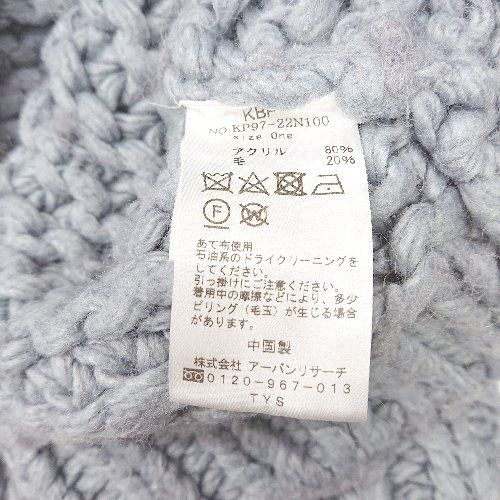 KBF
NO.KP97-22N100
size One
アクリル 80%
毛 20%
F
W
あて布使用
石油系のドライクリーニングを
してください。
引っ掛けにご注意ください。
着用中の摩擦などにより、多少
ピリング(毛玉)が生じる場合
があります。
中国製
株式会社 アーバンリサーチ
0120-967-013
TYS